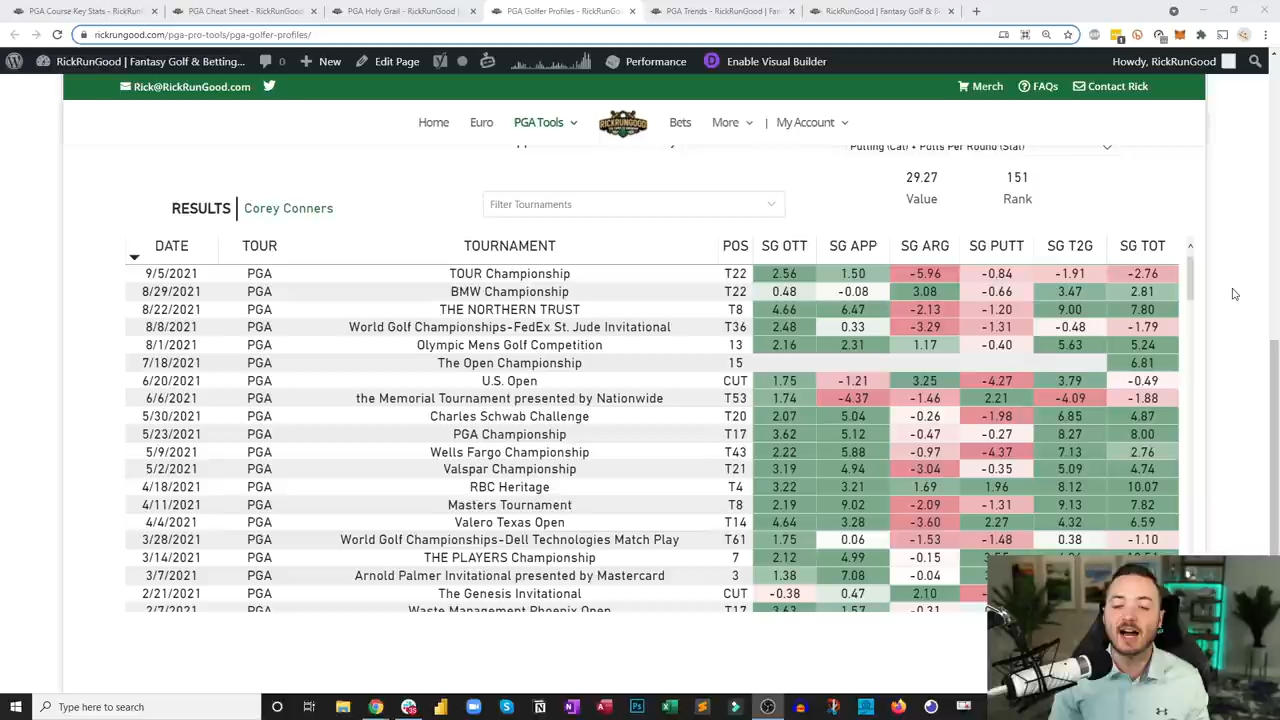 PGA Course Key Stats - RickRunG
PGA Cheat Sheet - RickRunGood
PGA Holy Grail - RickRunGood |
PGA Golfer Profiles - RickRunG
PGA Trends - RickRunGood | Fan
RickRunGood | Fantasy Golf & B
rickrungood.com/pga-pro-tools/pga-golfer-profiles/
RickRunGood | Fantasy Golf & Betting... 0 New Edit Page Performance Enable Visual Builder Howdy, RickRunGood
Rick@RickRunGood.com Merch FAQs Contact Rick
Home Euro PGA Tools RICKRUNGOOD Bets More | My Account
Putting (Cat) + Putts Per Round (Stat)
29.27 151
Value Rank
RESULTS Corey Conners Filter Tournaments
DATE TOUR TOURNAMENT POS SG OTT SG APP SG ARG SG PUTT SG T2G SG TOT
9/5/2021 PGA TOUR Championship T22 2.56 1.50 -5.96 -0.84 -1.91 -2.76
8/29/2021 PGA BMW Championship T22 0.48 -0.08 3.08 -0.66 3.47 2.81
8/22/2021 PGA THE NORTHERN TRUST T8 4.66 6.47 -2.13 -1.20 9.00 7.80
8/8/2021 PGA World Golf Championships-FedEx St. Jude Invitational T36 2.48 0.33 -3.29 -1.31 -0.48 -1.79
8/1/2021 PGA Olympic Mens Golf Competition 13 2.16 2.31 1.17 -0.40 5.63 5.24
7/18/2021 PGA The Open Championship 15 6.81
6/20/2021 PGA U.S. Open CUT 1.75 -1.21 3.25 -4.27 3.79 -0.49
6/6/2021 PGA the Memorial Tournament presented by Nationwide T53 1.74 -4.37 -1.46 2.21 -4.09 -1.88
5/30/2021 PGA Charles Schwab Challenge T20 2.07 5.04 -0.26 -1.98 6.85 4.87
5/23/2021 PGA PGA Championship T17 3.62 5.12 -0.47 -0.27 8.27 8.00
5/9/2021 PGA Wells Fargo Championship T43 2.22 5.88 -0.97 -4.37 7.13 2.76
5/2/2021 PGA Valspar Championship T21 3.19 4.94 -3.04 -0.35 5.09 4.74
4/18/2021 PGA RBC Heritage T4 3.22 3.21 1.69 1.96 8.12 10.07
4/11/2021 PGA Masters Tournament T8 2.19 9.02 -2.09 -1.31 9.13 7.82
4/4/2021 PGA Valero Texas Open T14 4.64 3.28 -3.60 2.27 4.32 6.59
3/28/2021 PGA World Golf Championships-Dell Technologies Match Play T61 1.75 0.06 -1.53 -1.48 0.38 -1.10
3/14/2021 PGA THE PLAYERS Championship 7 2.12 4.99 -0.15
3/7/2021 PGA Arnold Palmer Invitational presented by Mastercard 3 1.38 7.08 -0.04
2/21/2021 PGA The Genesis Invitational CUT -0.38 0.47 2.10
2/7/2021 PGA Waste Management Phoenix Open T17 3.63 1.57 -0.31
Type here to search